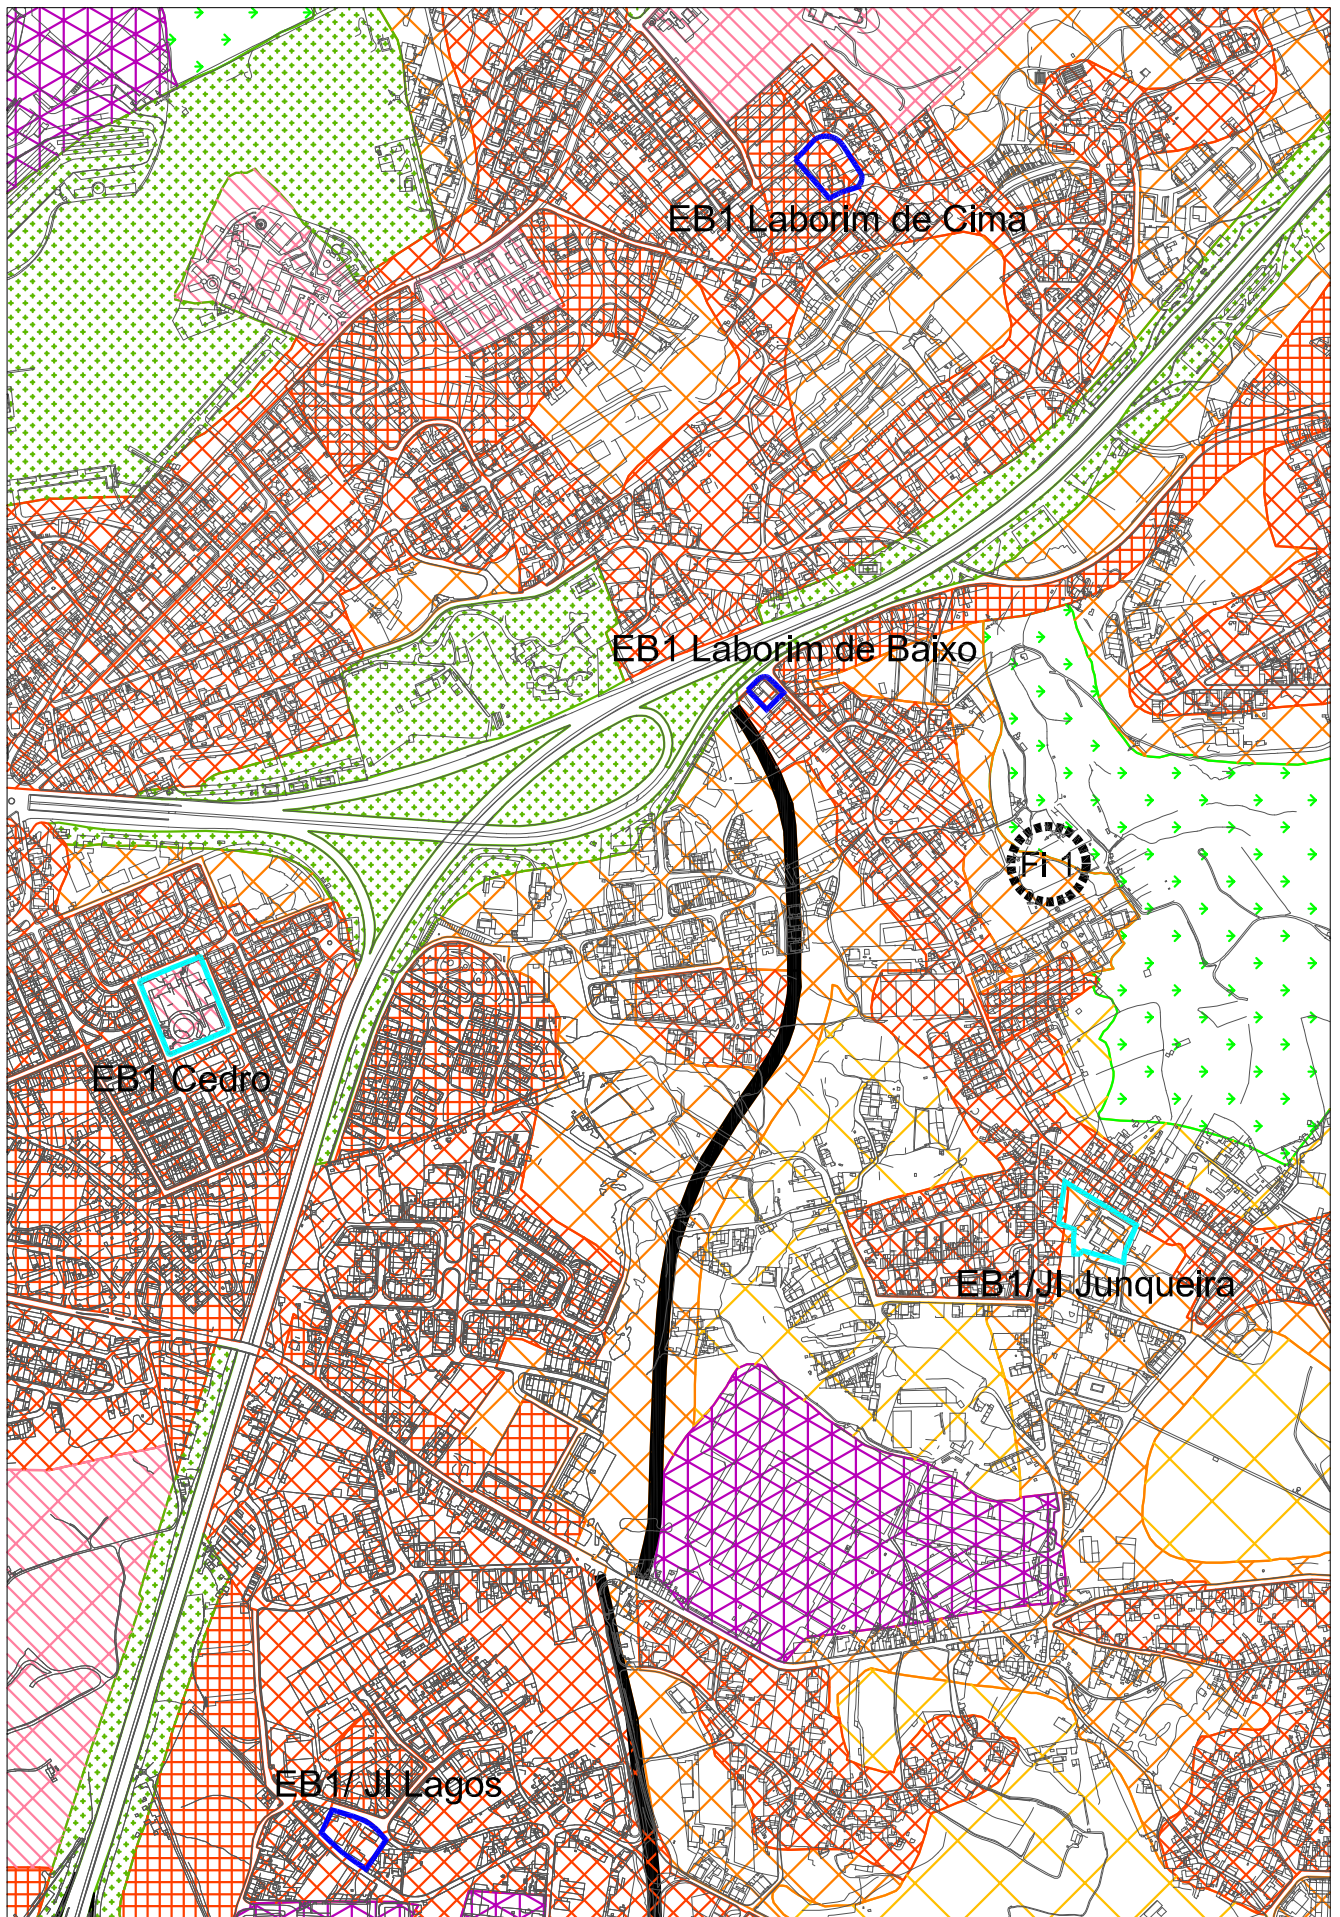 EB1 Laborim de Cima
EB1 Laborim de Baixo
FI 1
EB1 Cedro
EB1/JI Junqueira
EB1/ JI Lagos